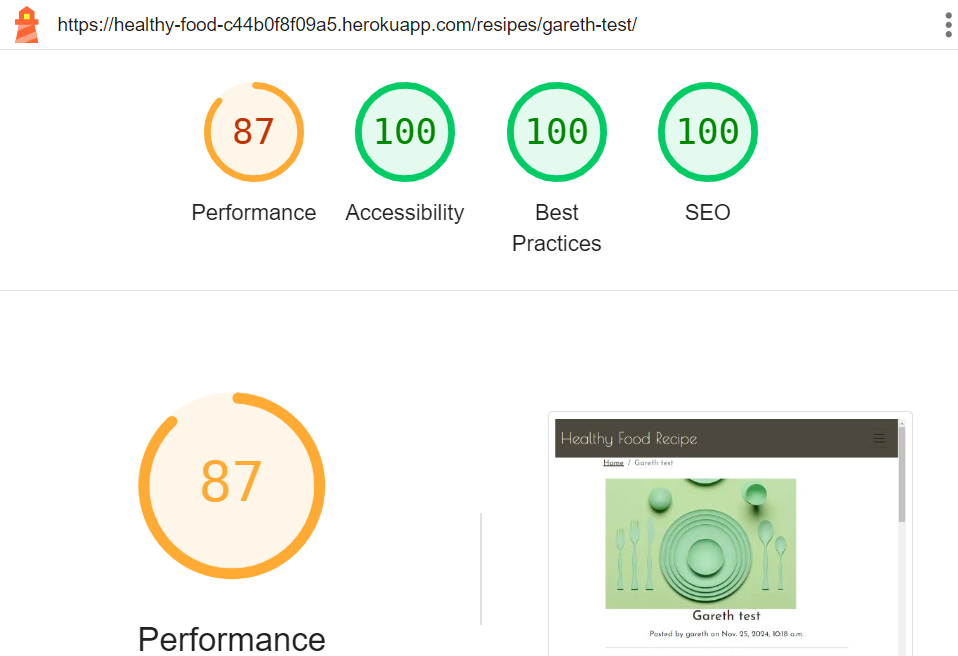 https://healthy-food-c44b0f8f09a5.herokuapp.com/resipes/gareth-test/
87 100 100 100
Performance Accessibility Best Practices SEO
87
Performance
Healthy Food Recipe
Home / Gareth test
Gareth test
Posted by gareth on Nov. 25, 2024, 10:18 a.m.